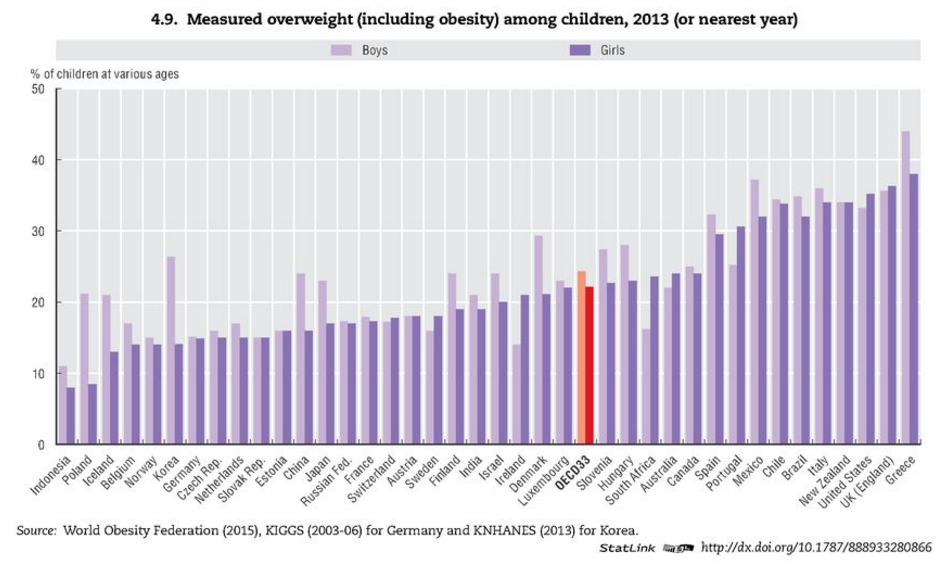 4.9. Measured overweight (including obesity) among children, 2013 (or nearest year)
Boys
Girls
% of children at various ages
50
40
30
20
10
0
Indonesia
Poland
Iceland
Belgium
Norway
Korea
Germany
Czech Rep.
Netherlands
Slovak Rep.
Estonia
China
Japan
Russian Fed.
France
Switzerland
Austria
Sweden
Finland
India
Israel
Ireland
Denmark
Luxembourg
OECD33
Slovenia
Hungary
South Africa
Australia
Canada
Spain
Portugal
Mexico
Chile
Brazil
Italy
New Zealand
United States
UK (England)
Greece
Source: World Obesity Federation (2015), KIGGS (2003-06) for Germany and KNHANES (2013) for Korea.
StatLink http://dx.doi.org/10.1787/888933280866